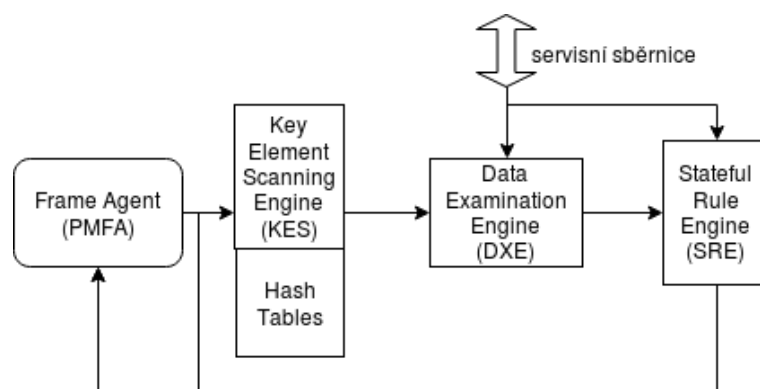 servisní sběrnice
Key
Element
Scanning
Engine
(KES)
Hash
Tables
Frame Agent
(PMFA)
Data
Examination
Engine
(DXE)
Stateful
Rule
Engine
(SRE)